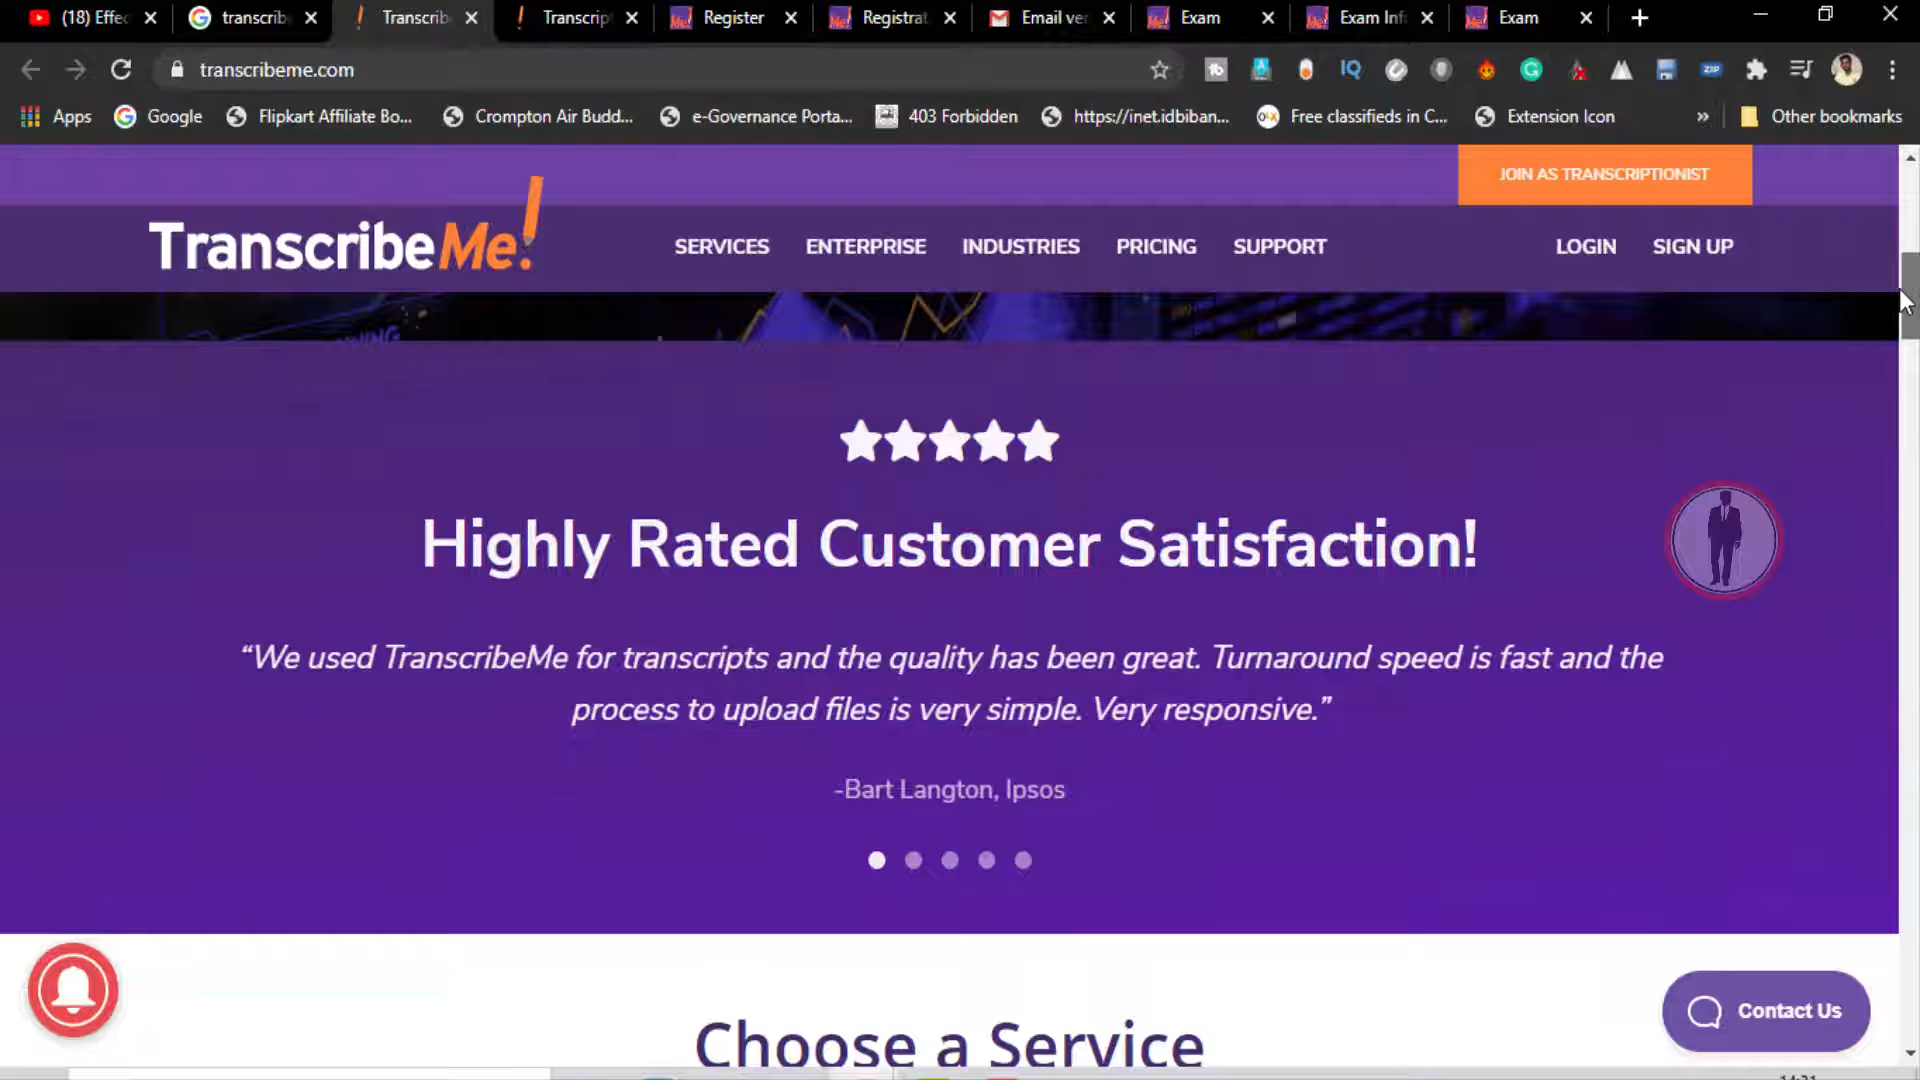 (18) Effec
transcrib
Transcrib
Transcrip
Register
Registrat
Email ver
Exam
Exam Inf
Exam
transcribeme.com
Apps
Google
Flipkart Affiliate Bo...
Crompton Air Budd...
e-Governance Porta...
403 Forbidden
https://inet.idbiban...
Free classifieds in C...
Extension Icon
»
Other bookmarks
JOIN AS TRANSCRIPTIONIST
TranscribeMe!
SERVICES
ENTERPRISE
INDUSTRIES
PRICING
SUPPORT
LOGIN
SIGN UP
Highly Rated Customer Satisfaction!
“We used TranscribeMe for transcripts and the quality has been great. Turnaround speed is fast and the
process to upload files is very simple. Very responsive.”
-Bart Langton, Ipsos
Choose a Service
Contact Us